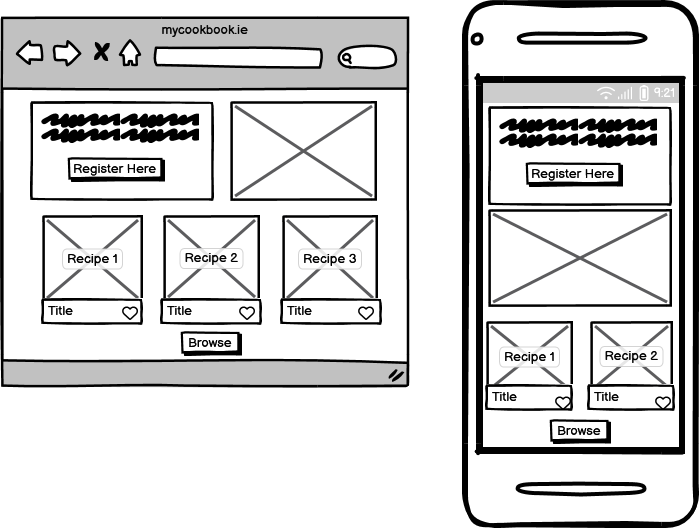 mycookbook.ie
Register Here
Recipe 1
Recipe 2
Recipe 3
Title
Title
Title
Browse
9:21
Register Here
Recipe 1
Recipe 2
Title
Title
Browse